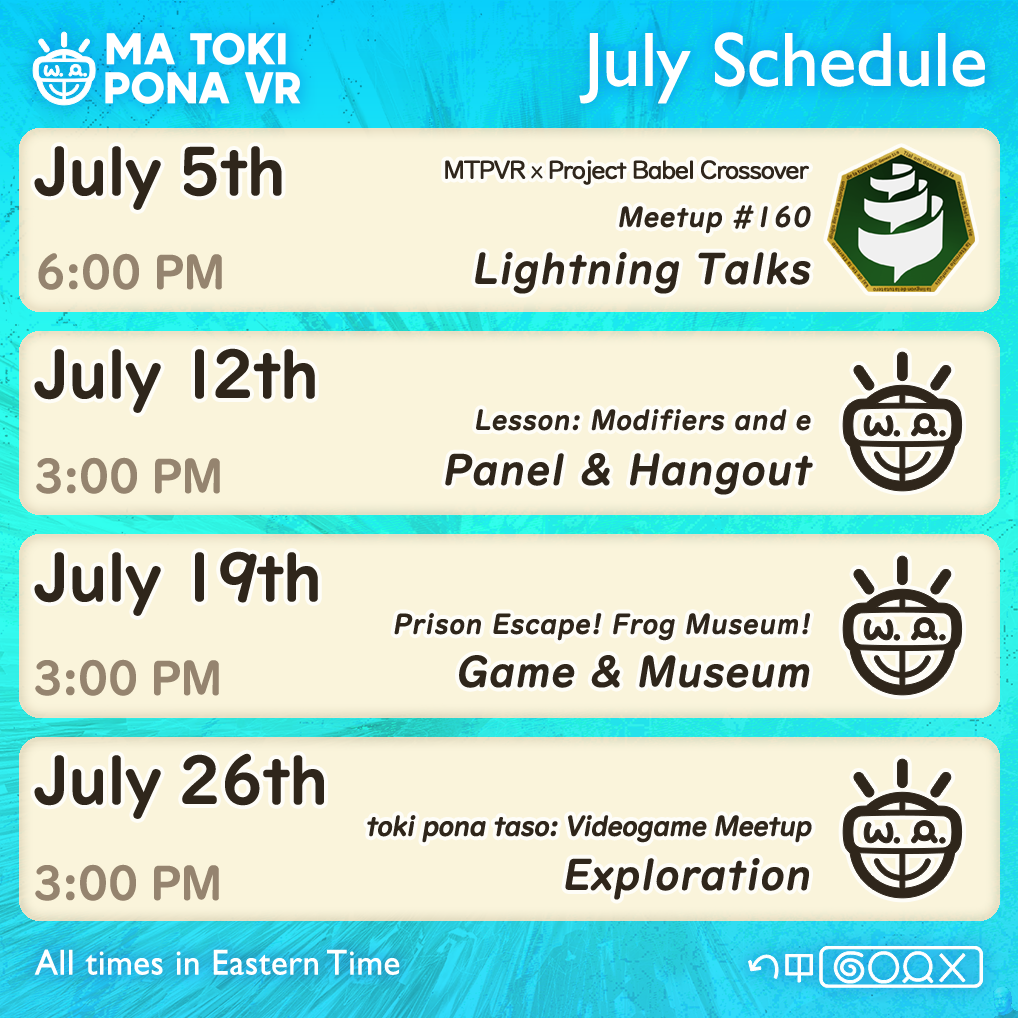 MA TOKI
PONA VR
July Schedule
July 5th
6:00 PM
MTPVR x Project Babel Crossover
Meetup #160
Lightning Talks
July 12th
3:00 PM
Lesson: Modifiers and e
Panel & Hangout
w. A.
July 19th
3:00 PM
Prison Escape! Frog Museum!
Game & Museum
w. A.
July 26th
3:00 PM
toki pona taso: Videogame Meetup
Exploration
w. A.
All times in Eastern Time